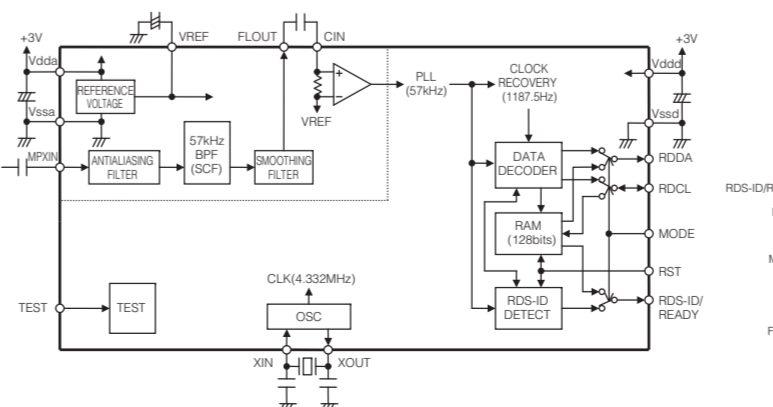 +3V
VREF
FLOUT
CIN
+3V
Vdda
Vddd
REFERENCE
VOLTAGE
PLL
(57kHz)
CLOCK
RECOVERY
(1187.5Hz)
Vssa
VREF
Vssd
MPXIN
ANTIALIASING
FILTER
57kHz
BPF
(SCF)
SMOOTHING
FILTER
DATA
DECODER
RDDA
RDCL
RDS-ID/R
RAM
(128bits)
MODE
CLK(4.332MHz)
RST
TEST
TEST
OSC
RDS-ID
DETECT
RDS-ID/
READY
XIN
XOUT